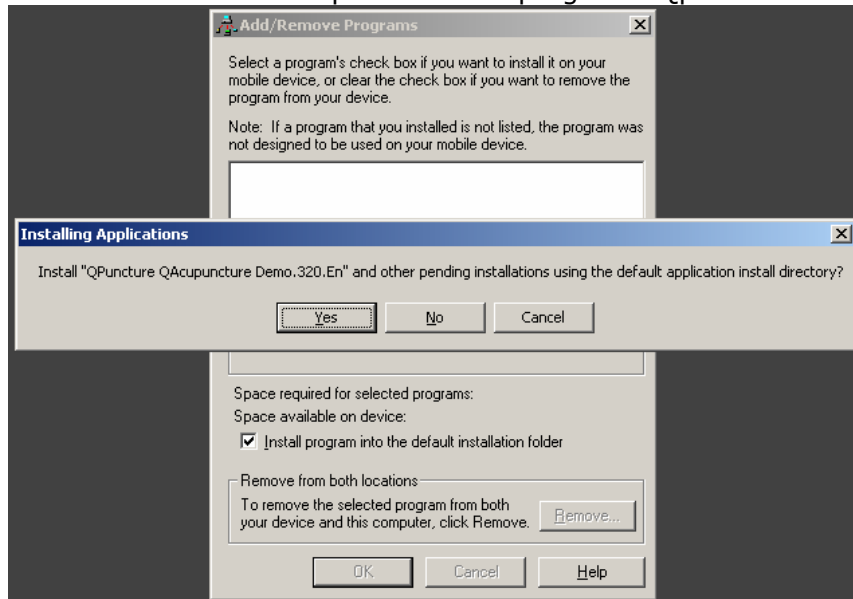 Add/Remove Programs
Select a program's check box if you want to install it on your
mobile device, or clear the check box if you want to remove the
program from your device.
Note: If a program that you installed is not listed, the program was
not designed to be used on your mobile device.
Installing Applications
Install "QPuncture QAcupuncture Demo.320.En" and other pending installations using the default application install directory?
Yes No Cancel
Space required for selected programs:
Space available on device:
Install program into the default installation folder
Remove from both locations
To remove the selected program from both
your device and this computer, click Remove.
Remove...
OK Cancel Help